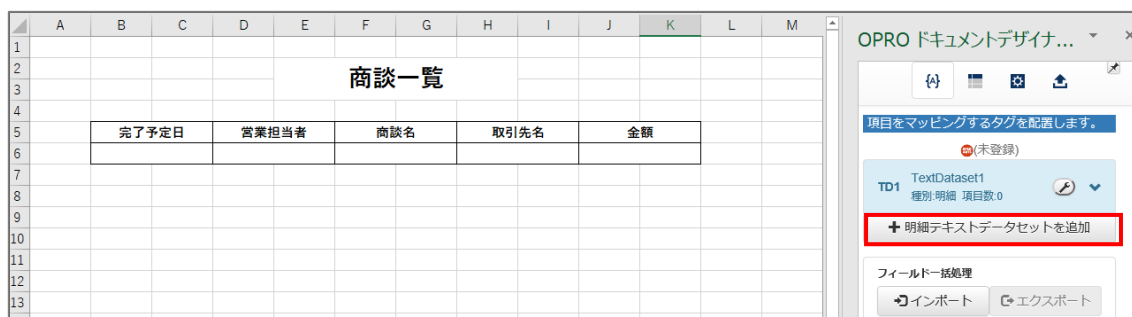 A B C D E F G H I J K L M
1
2
3
4
5
6
7
8
9
10
11
12
13
商談一覧
完了予定日 営業担当者 商談名 取引先名 金額
OPRO ドキュメントデザイナ...
{A}
項目をマッピングするタグを配置します。
(未登録)
TD1 TextDataset1
種別:明細 項目数:0
+ 明細テキストデータセットを追加
フィールド一括処理
インポート エクスポート